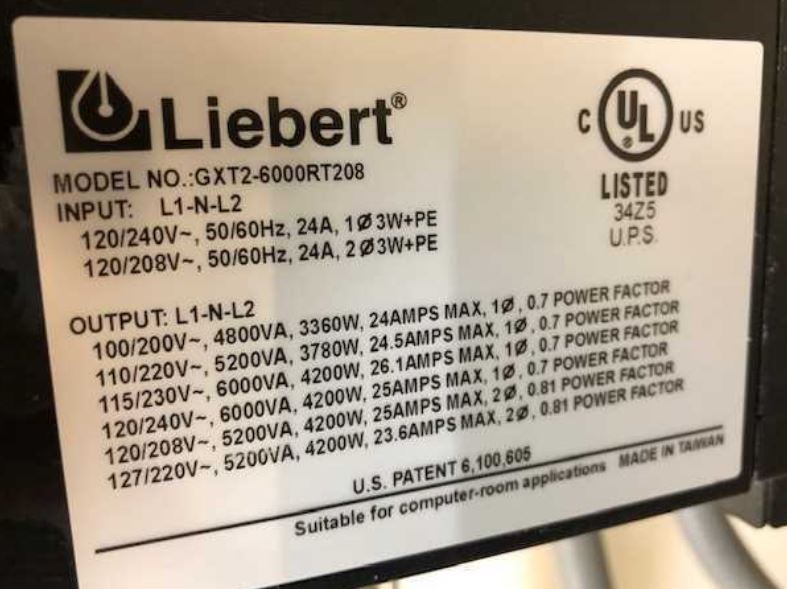 Liebert®
C UL® US
LISTED
34Z5
U.P.S.
MODEL NO.:GXT2-6000RT208
INPUT: L1-N-L2
120/240V~, 50/60Hz, 24A, 1Ø3W+PE
120/208V~, 50/60Hz, 24A, 2Ø3W+PE
OUTPUT: L1-N-L2
100/200V~, 4800VA, 3360W, 24AMPS MAX, 1Ø, 0.7 POWER FACTOR
110/220V~, 5200VA, 3780W, 24.5AMPS MAX, 1Ø, 0.7 POWER FACTOR
115/230V~, 6000VA, 4200W, 26.1AMPS MAX, 1Ø, 0.7 POWER FACTOR
120/240V~, 6000VA, 4200W, 25AMPS MAX, 1Ø, 0.7 POWER FACTOR
120/208V~, 5200VA, 4200W, 25AMPS MAX, 2Ø, 0.81 POWER FACTOR
127/220V~, 5200VA, 4200W, 23.6AMPS MAX, 2Ø, 0.81 POWER FACTOR
U.S. PATENT 6,100,605
Suitable for computer-room applications MADE IN TAIWAN